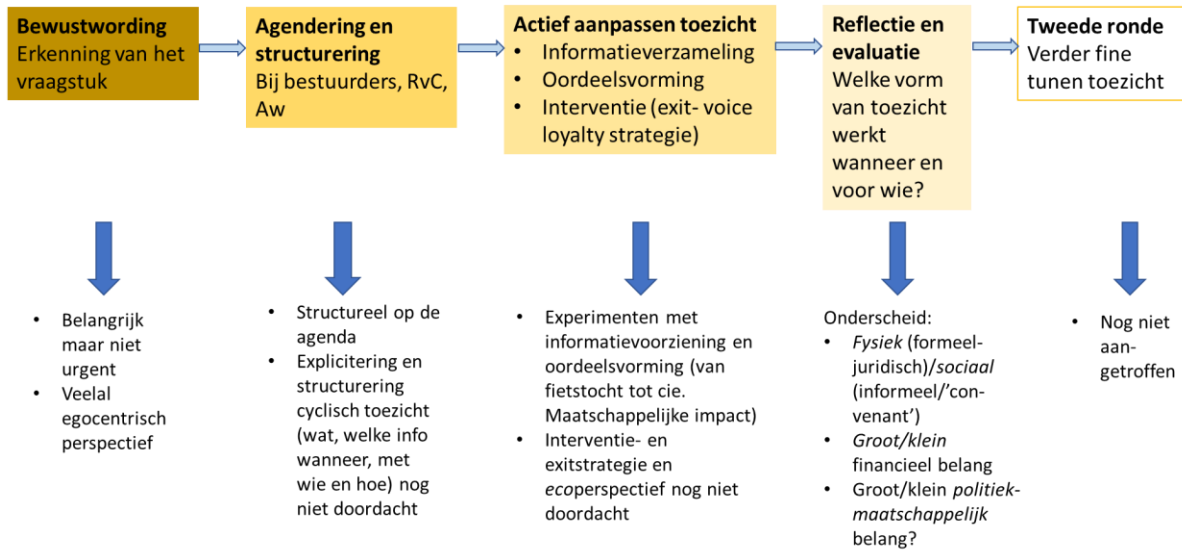 Bewustwording
Erkenning van het
vraagstuk
Agendering en
structurering
Bij bestuurders, RvC,
Aw
Actief aanpassen toezicht
• Informatieverzameling
• Oordeelsvorming
• Interventie (exit- voice
loyalty strategie)
Reflectie en
evaluatie
Welke vorm
van toezicht
werkt
wanneer en
voor wie?
Tweede ronde
Verder fine
tunen toezicht
• Belangrijk
maar niet
urgent
• Veelal
egocentrisch
perspectief
• Structureel op de
agenda
• Explicitering en
structurering
cyclisch toezicht
(wat, welke info
wanneer, met
wie en hoe) nog
niet doordacht
• Experimenten met
informatievoorziening en
oordeelsvorming (van
fietstocht tot cie.
Maatschappelijke impact)
• Interventie- en
exitstrategie en
ecoperspectief nog niet
doordacht
Onderscheid:
• Fysiek (formeel-
juridisch)/sociaal
(informeel/'con-
venant')
• Groot/klein
financieel belang
• Groot/klein politiek-
maatschappelijk
belang?
• Nog niet
aan-
getroffen